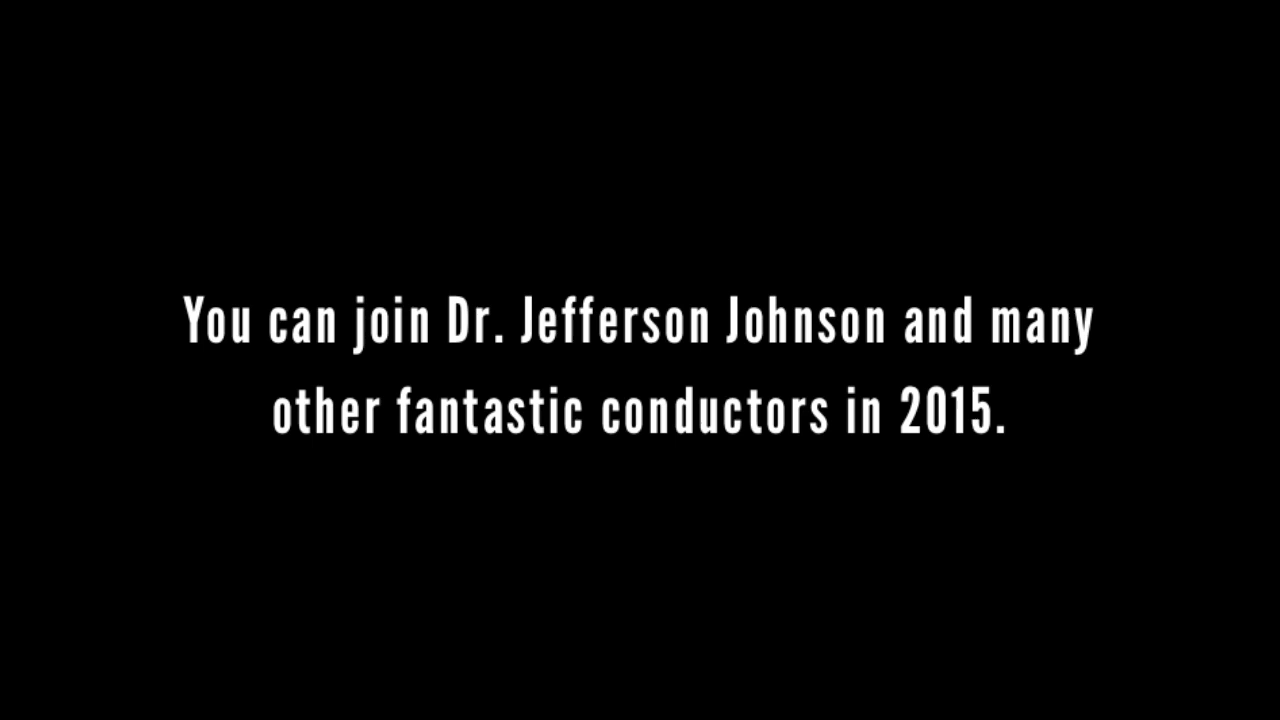 You can join Dr. Jefferson Johnson and many
other fantastic conductors in 2015.